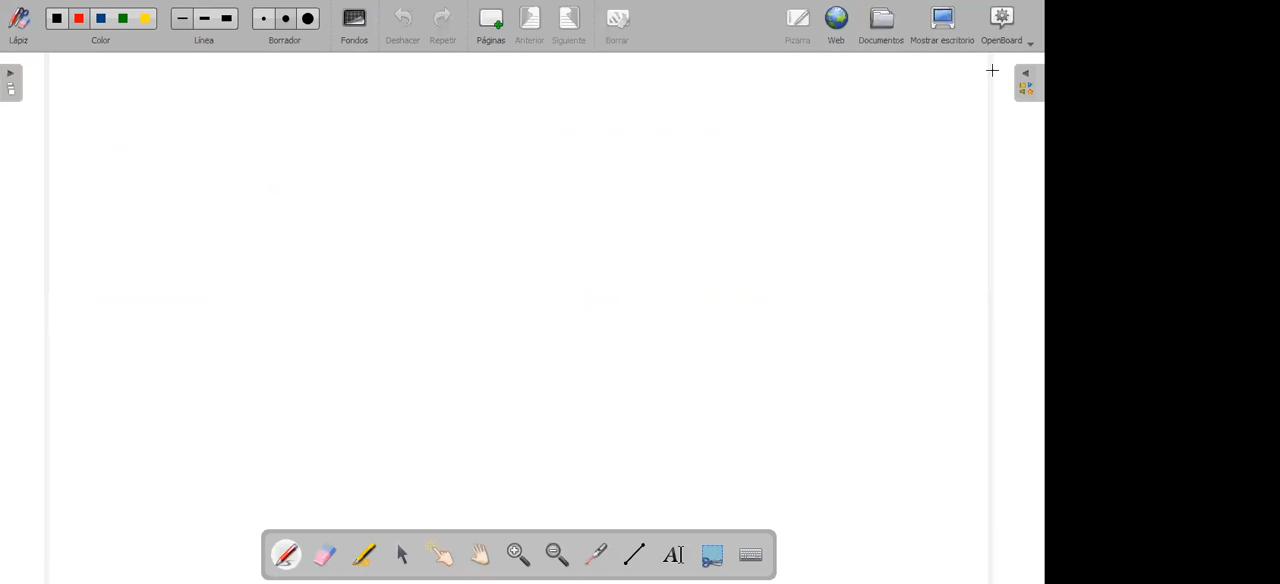 Lápiz Color Línea Borrador Fondos Deshacer Repetir Páginas Anterior Siguiente Borrar Pizarra Web Documentos Mostrar escritorio OpenBoard